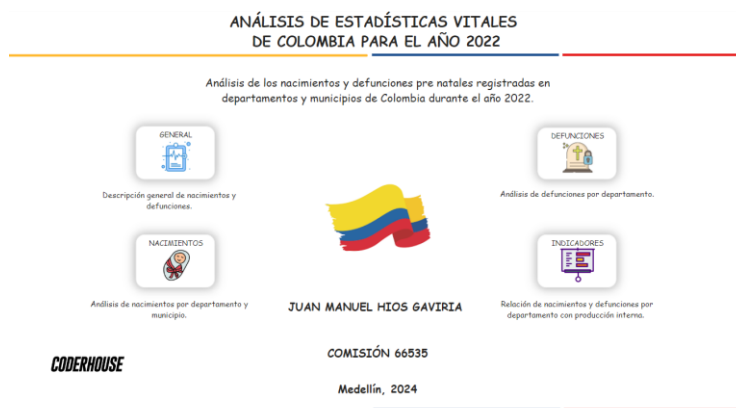 ANÁLISIS DE ESTADÍSTICAS VITALES
DE COLOMBIA PARA EL AÑO 2022
Análisis de los nacimientos y defunciones pre natales registradas en
departamentos y municipios de Colombia durante el año 2022.
GENERAL
Descripción general de nacimientos y
defunciones.
DEFUNCIONES
Análisis de defunciones por departamento.
NACIMIENTOS
Análisis de nacimientos por departamento y
municipio.
INDICADORES
Relación de nacimientos y defunciones por
departamento con producción interna.
JUAN MANUEL HIOS GAVIRIA
COMISIÓN 66535
CODERHOUSE
Medellín, 2024